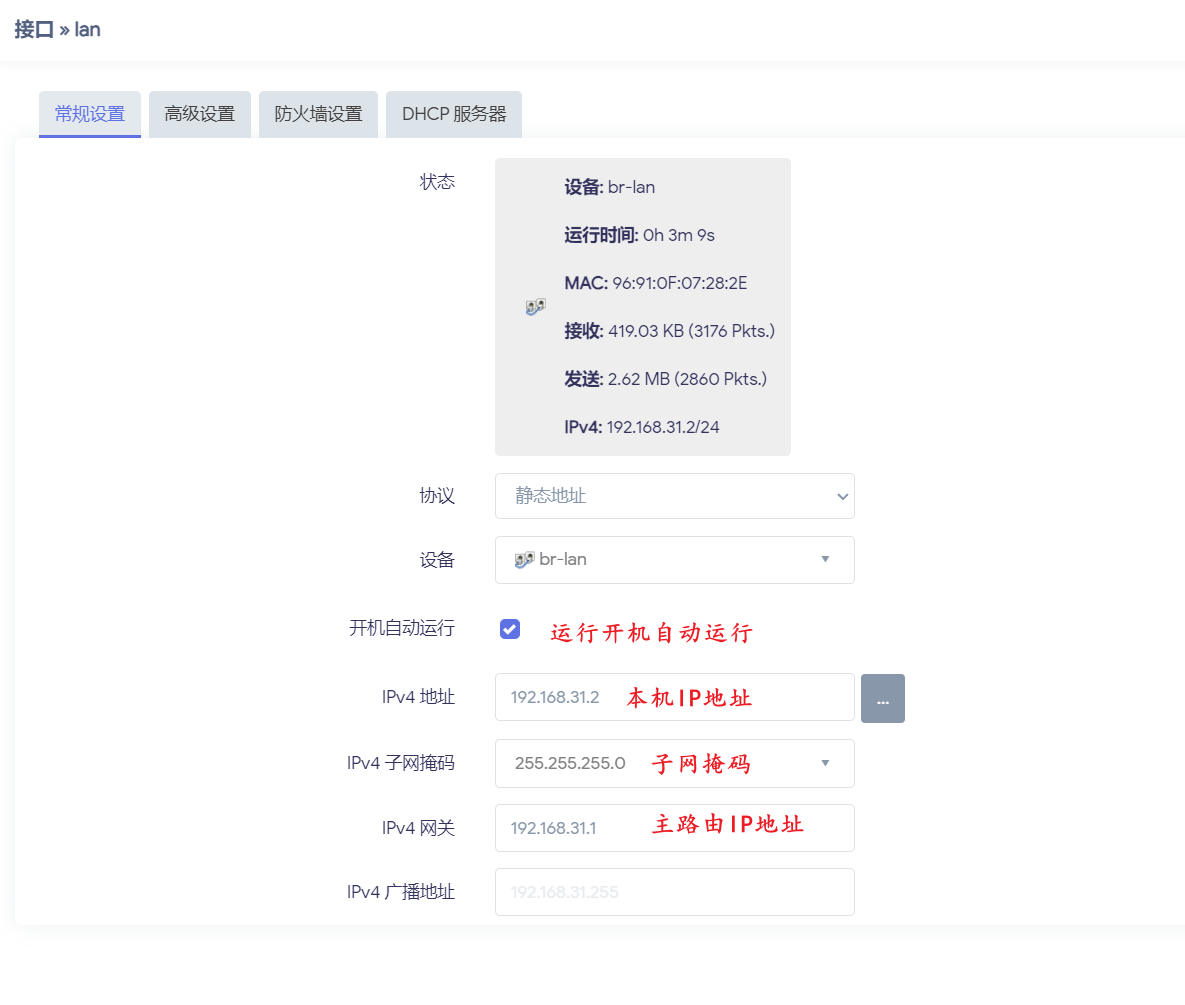 接口 » lan
常规设置 高级设置 防火墙设置 DHCP 服务器
状态
设备: br-lan
运行时间: 0h 3m 9s
MAC: 96:91:0F:07:28:2E
接收: 419.03 KB (3176 Pkts.)
发送: 2.62 MB (2860 Pkts.)
IPv4: 192.168.31.2/24
协议 静态地址
设备 br-lan
开机自动运行 运行开机自动运行
IPv4 地址 192.168.31.2 本机IP地址 ...
IPv4 子网掩码 255.255.255.0 子网掩码
IPv4 网关 192.168.31.1 主路由IP地址
IPv4 广播地址 192.168.31.255